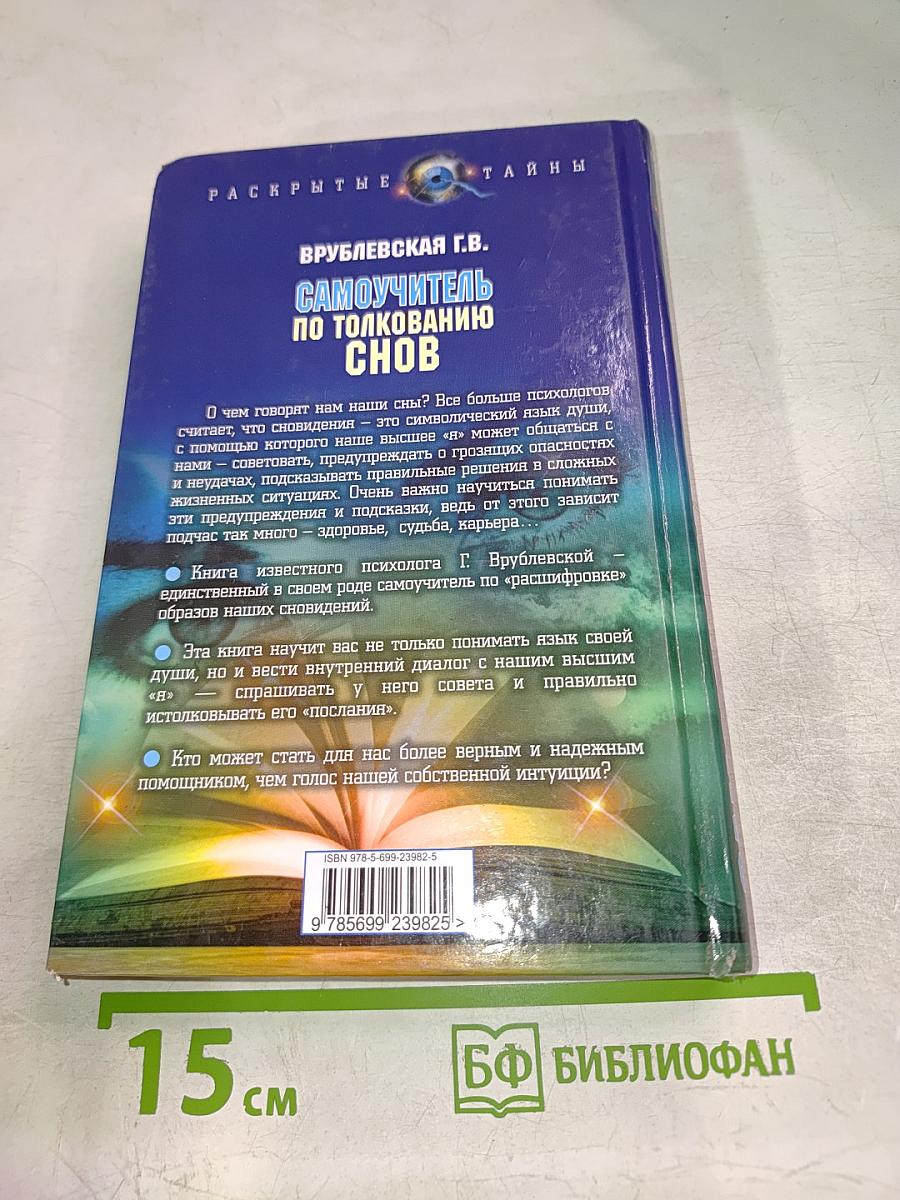 РАСКРЫТЫЕ ТАЙНЫ
ВРУБЛЕВСКАЯ Г.В.
САМОУЧИТЕЛЬ
ПО ТОЛКОВАНИЮ
СНОВ
О чем говорят нам наши сны? Все больше психологов
считает, что сновидения – это символический язык души,
с помощью которого наше высшее «я» может общаться с
нами – советовать, предупреждать о грозящих опасностях
и неудачах, подсказывать правильные решения в сложных
жизненных ситуациях. Очень важно научиться понимать
эти предупреждения и подсказки, ведь от этого зависит
подчас так много – здоровье, судьба, карьера...
Книга известного психолога Г. Врублевской –
единственный в своем роде самоучитель по «расшифровке»
образов наших сновидений.
Эта книга научит вас не только понимать язык своей
души, но и вести внутренний диалог с нашим высшим
«я» — спрашивать у него совета и правильно
истолковывать его «послания».
Кто может стать для нас более верным и надежным
помощником, чем голос нашей собственной интуиции?
ISBN 978-5-699-23982-5
9 785699 239825 >
15 см
БФ БИБЛИОФАН